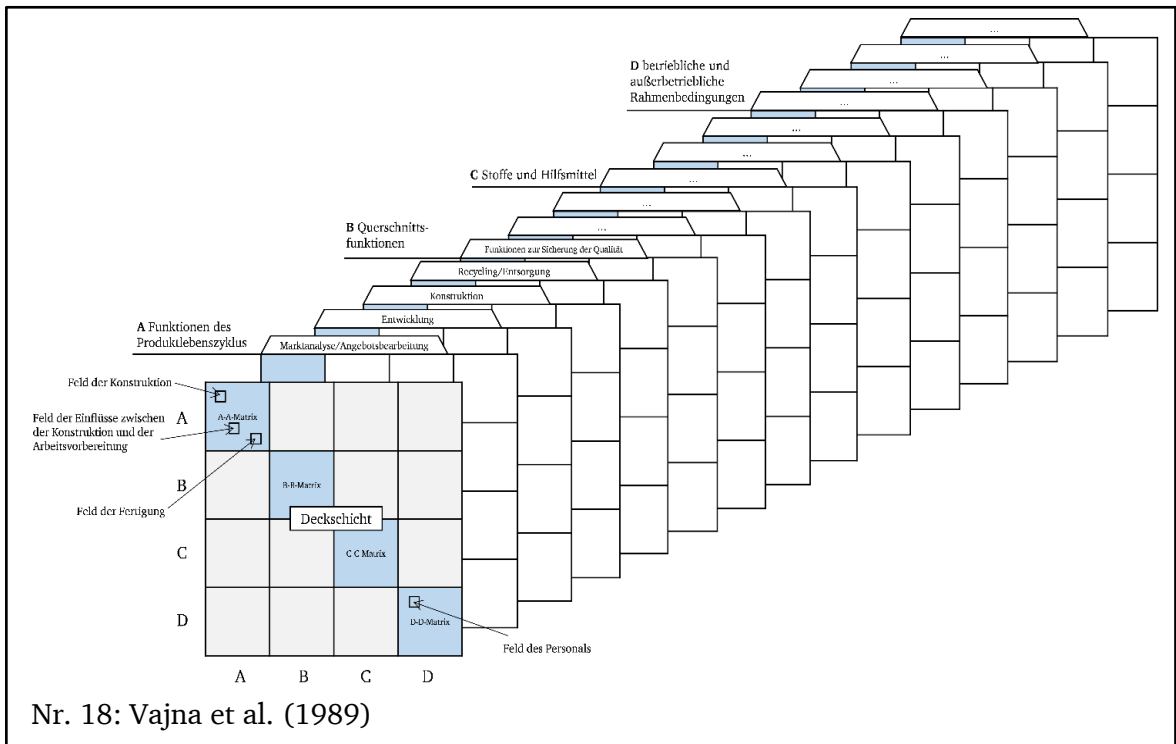 ...
...
D betriebliche und
außerbetriebliche
Rahmenbedingungen
...
...
...
...
C Stoffe und Hilfsmittel
...
...
B Querschnitts-
funktionen
...
Funktionen zur Sicherung der Qualität
Recycling/Entsorgung
Konstruktion
Entwicklung
A Funktionen des
Produktlebenszyklus
Marktanalyse/Angebotsbearbeitung
Feld der Konstruktion
Feld der Einflüsse zwischen
der Konstruktion und der
Arbeitsvorbereitung
Feld der Fertigung
A
A-A-Matrix
B
B-B-Matrix
Deckschicht
C
C C Matrix
D
D-D-Matrix
Feld des Personals
A B C D
Nr. 18: Vajna et al. (1989)